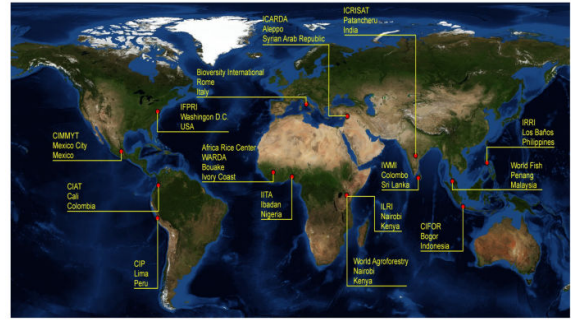 ICARDA
Aleppo
Syrian Arab Republic
ICRISAT
Patancheru
India
Bioversity International
Rome
Italy
IFPRI
Washingon D.C.
USA
CIMMYT
Mexico City
Mexico
Africa Rice Center
WARDA
Bouake
Ivory Coast
IRRI
Los Baños
Philippines
IWMI
Colombo
Sri Lanka
World Fish
Penang
Malaysia
CIAT
Cali
Colombia
IITA
Ibadan
Nigeria
ILRI
Nairobi
Kenya
CIFOR
Bogor
Indonesia
CIP
Lima
Peru
World Agroforestry
Nairobi
Kenya